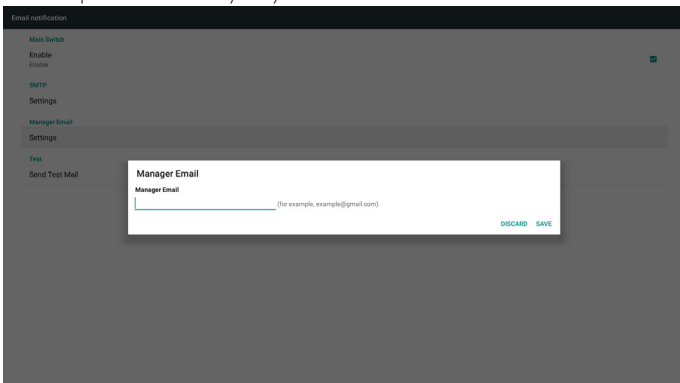 Email notification
Main Switch
Enable
Enable
SMTP
Settings
Manager Email
Settings
Test
Send Test Mail
Manager Email
Manager Email
(for example, example@gmail.com)
DISCARD SAVE